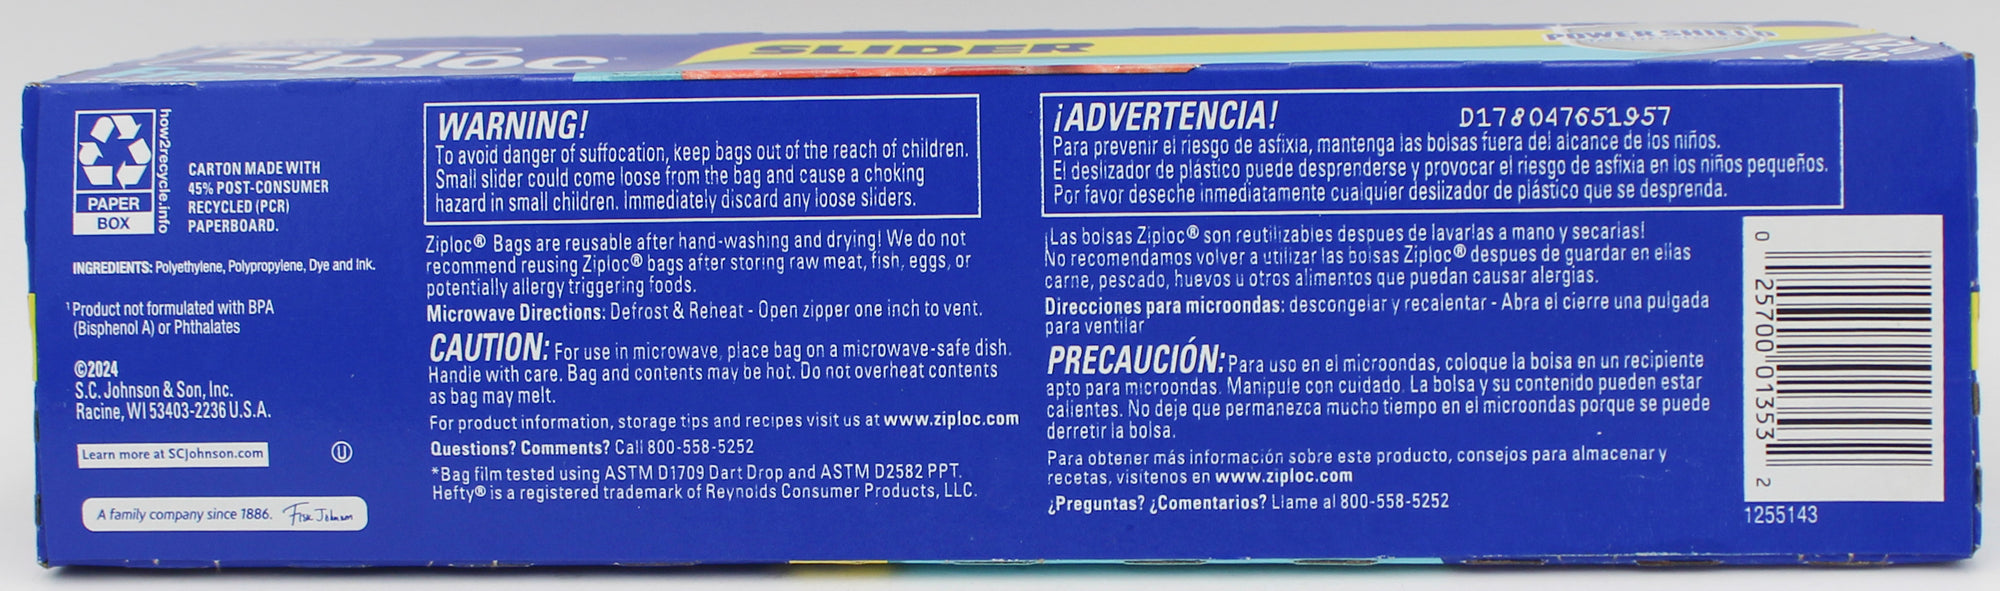 Ziploc
SLIDER
POWER SHIELD
how2recycle.info
PAPER
BOX
CARTON MADE WITH
45% POST-CONSUMER
RECYCLED (PCR)
PAPERBOARD.
INGREDIENTS: Polyethylene, Polypropylene, Dye and Ink.
¹Product not formulated with BPA
(Bisphenol A) or Phthalates
©2024
S.C. Johnson & Son, Inc.
Racine, WI 53403-2236 U.S.A.
Learn more at SCJohnson.com
U
A family company since 1886. Fisk Johnson
WARNING!
To avoid danger of suffocation, keep bags out of the reach of children.
Small slider could come loose from the bag and cause a choking
hazard in small children. Immediately discard any loose sliders.
Ziploc® Bags are reusable after hand-washing and drying! We do not
recommend reusing Ziploc® bags after storing raw meat, fish, eggs, or
potentially allergy triggering foods.
Microwave Directions: Defrost & Reheat - Open zipper one inch to vent.
CAUTION: For use in microwave, place bag on a microwave-safe dish.
Handle with care. Bag and contents may be hot. Do not overheat contents
as bag may melt.
For product information, storage tips and recipes visit us at www.ziploc.com
Questions? Comments? Call 800-558-5252
*Bag film tested using ASTM D1709 Dart Drop and ASTM D2582 PPT.
Hefty® is a registered trademark of Reynolds Consumer Products, LLC.
¡ADVERTENCIA!
D178047651957
Para prevenir el riesgo de asfixia, mantenga las bolsas fuera del alcance de los niños.
El deslizador de plástico puede desprenderse y provocar el riesgo de asfixia en los niños pequeños.
Por favor deseche inmediatamente cualquier deslizador de plástico que se desprenda.
¡Las bolsas Ziploc® son reutilizables despues de lavarlas a mano y secarlas!
No recomendamos volver a utilizar las bolsas Ziploc® despues de guardar en ellas
carne, pescado, huevos u otros alimentos que puedan causar alergias.
Direcciones para microondas: descongelar y recalentar - Abra el cierre una pulgada
para ventilar
PRECAUCIÓN: Para uso en el microondas, coloque la bolsa en un recipiente
apto para microondas. Manipule con cuidado. La bolsa y su contenido pueden estar
calientes. No deje que permanezca mucho tiempo en el microondas porque se puede
derretir la bolsa.
Para obtener más información sobre este producto, consejos para almacenar y
recetas, visítenos en www.ziploc.com
¿Preguntas? ¿Comentarios? Llame al 800-558-5252
0 25700 01353 2
1255143